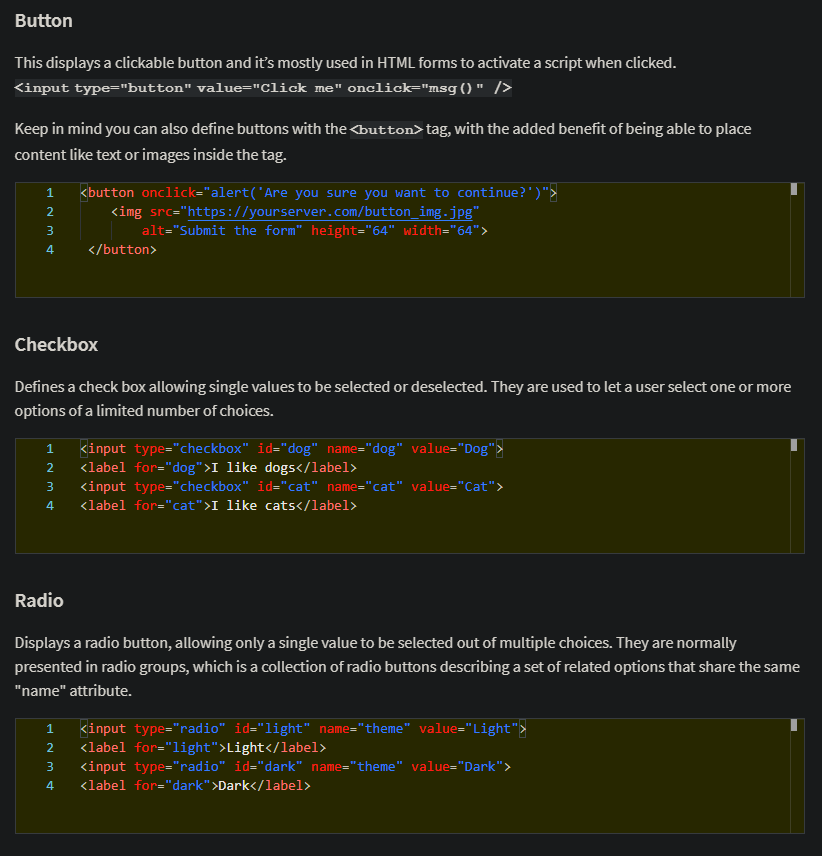 Button
This displays a clickable button and it’s mostly used in HTML forms to activate a script when clicked.
<input type="button" value="Click me" onclick="msg()" />
Keep in mind you can also define buttons with the <button> tag, with the added benefit of being able to place
content like text or images inside the tag.
1 <button onclick="alert('Are you sure you want to continue?')">
2     <img src="https://yourserver.com/button_img.jpg"
3         alt="Submit the form" height="64" width="64">
4  </button>
Checkbox
Defines a check box allowing single values to be selected or deselected. They are used to let a user select one or more
options of a limited number of choices.
1 <input type="checkbox" id="dog" name="dog" value="Dog">
2 <label for="dog">I like dogs</label>
3 <input type="checkbox" id="cat" name="cat" value="Cat">
4 <label for="cat">I like cats</label>
Radio
Displays a radio button, allowing only a single value to be selected out of multiple choices. They are normally
presented in radio groups, which is a collection of radio buttons describing a set of related options that share the same
"name" attribute.
1 <input type="radio" id="light" name="theme" value="Light">
2 <label for="light">Light</label>
3 <input type="radio" id="dark" name="theme" value="Dark">
4 <label for="dark">Dark</label>